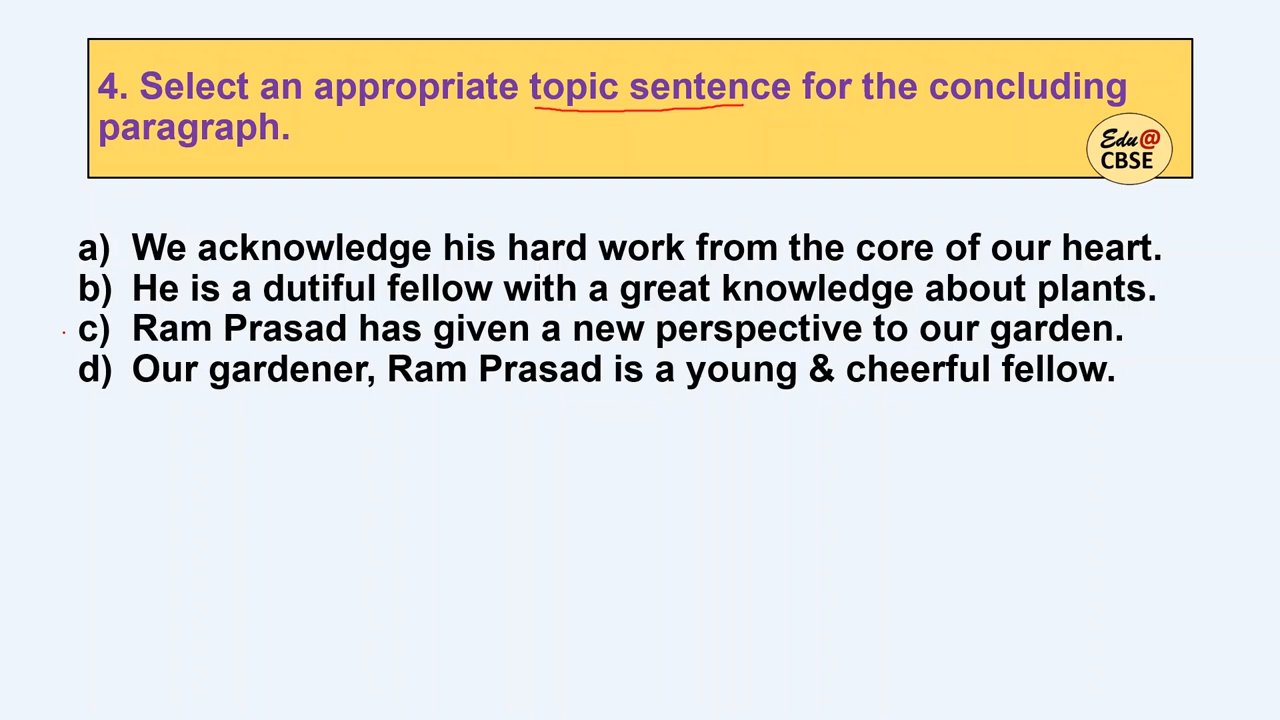 4. Select an appropriate topic sentence for the concluding
paragraph.
Edu@
CBSE
a) We acknowledge his hard work from the core of our heart.
b) He is a dutiful fellow with a great knowledge about plants.
c) Ram Prasad has given a new perspective to our garden.
d) Our gardener, Ram Prasad is a young & cheerful fellow.